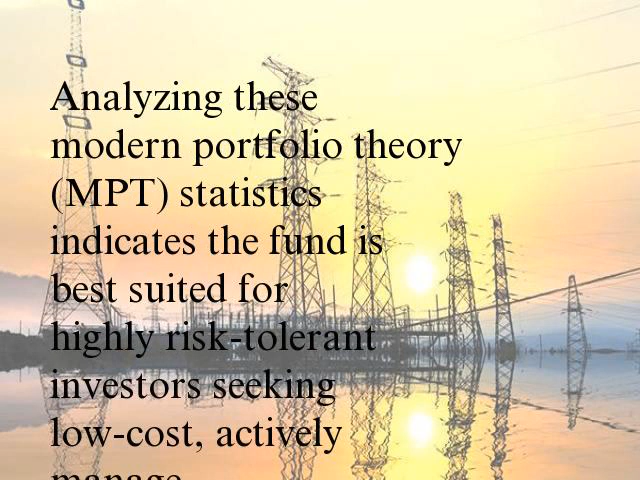 Analyzing these
modern portfolio theory
(MPT) statistics
indicates the fund is
best suited for
highly risk-tolerant
investors seeking
low-cost, actively
manage